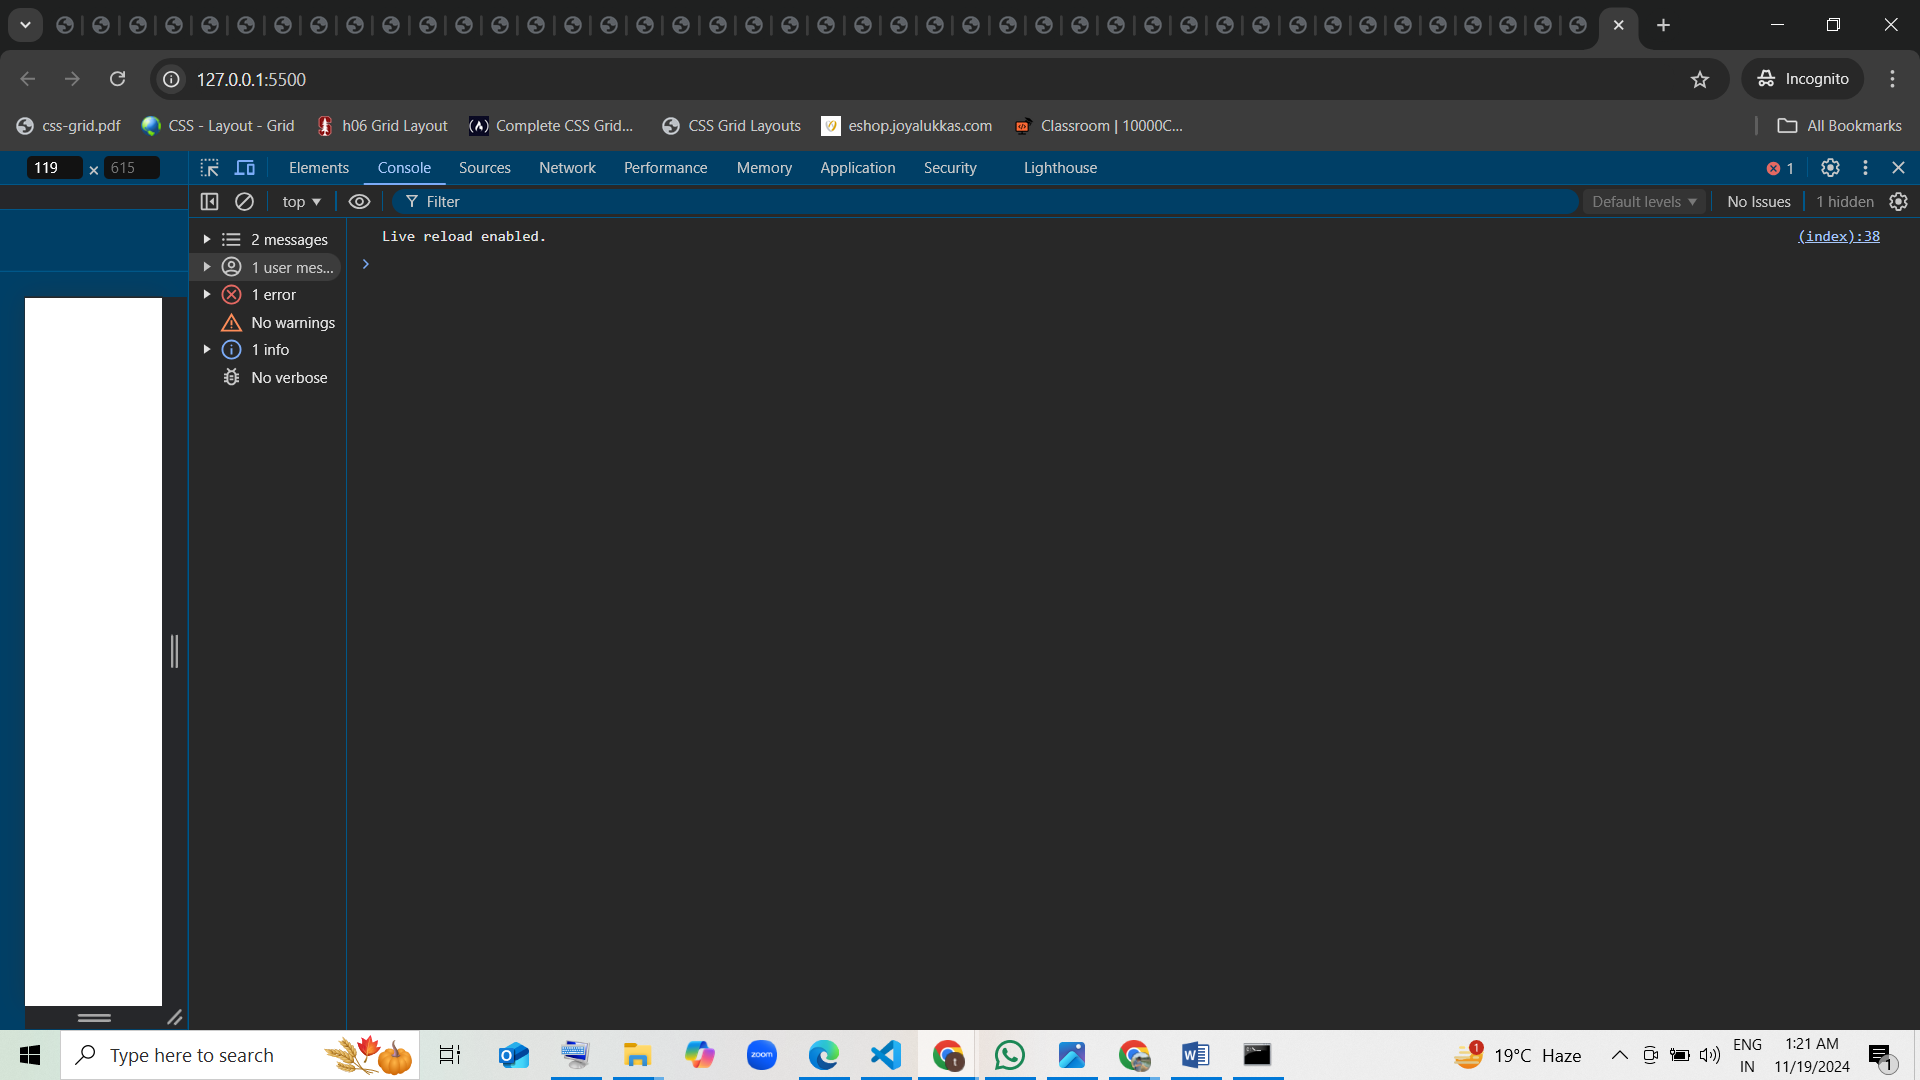 127.0.0.1:5500
Incognito
css-grid.pdf
CSS - Layout - Grid
h06 Grid Layout
Complete CSS Grid...
CSS Grid Layouts
eshop.joyalukkas.com
Classroom | 10000C...
All Bookmarks
119 × 615
Elements
Console
Sources
Network
Performance
Memory
Application
Security
Lighthouse
1
top
Filter
Default levels
No Issues
1 hidden
2 messages
1 user mes...
1 error
No warnings
1 info
No verbose
Live reload enabled.
(index):38
Type here to search
zoom
1
19°C Haze
ENG
IN
1:21 AM
11/19/2024
1